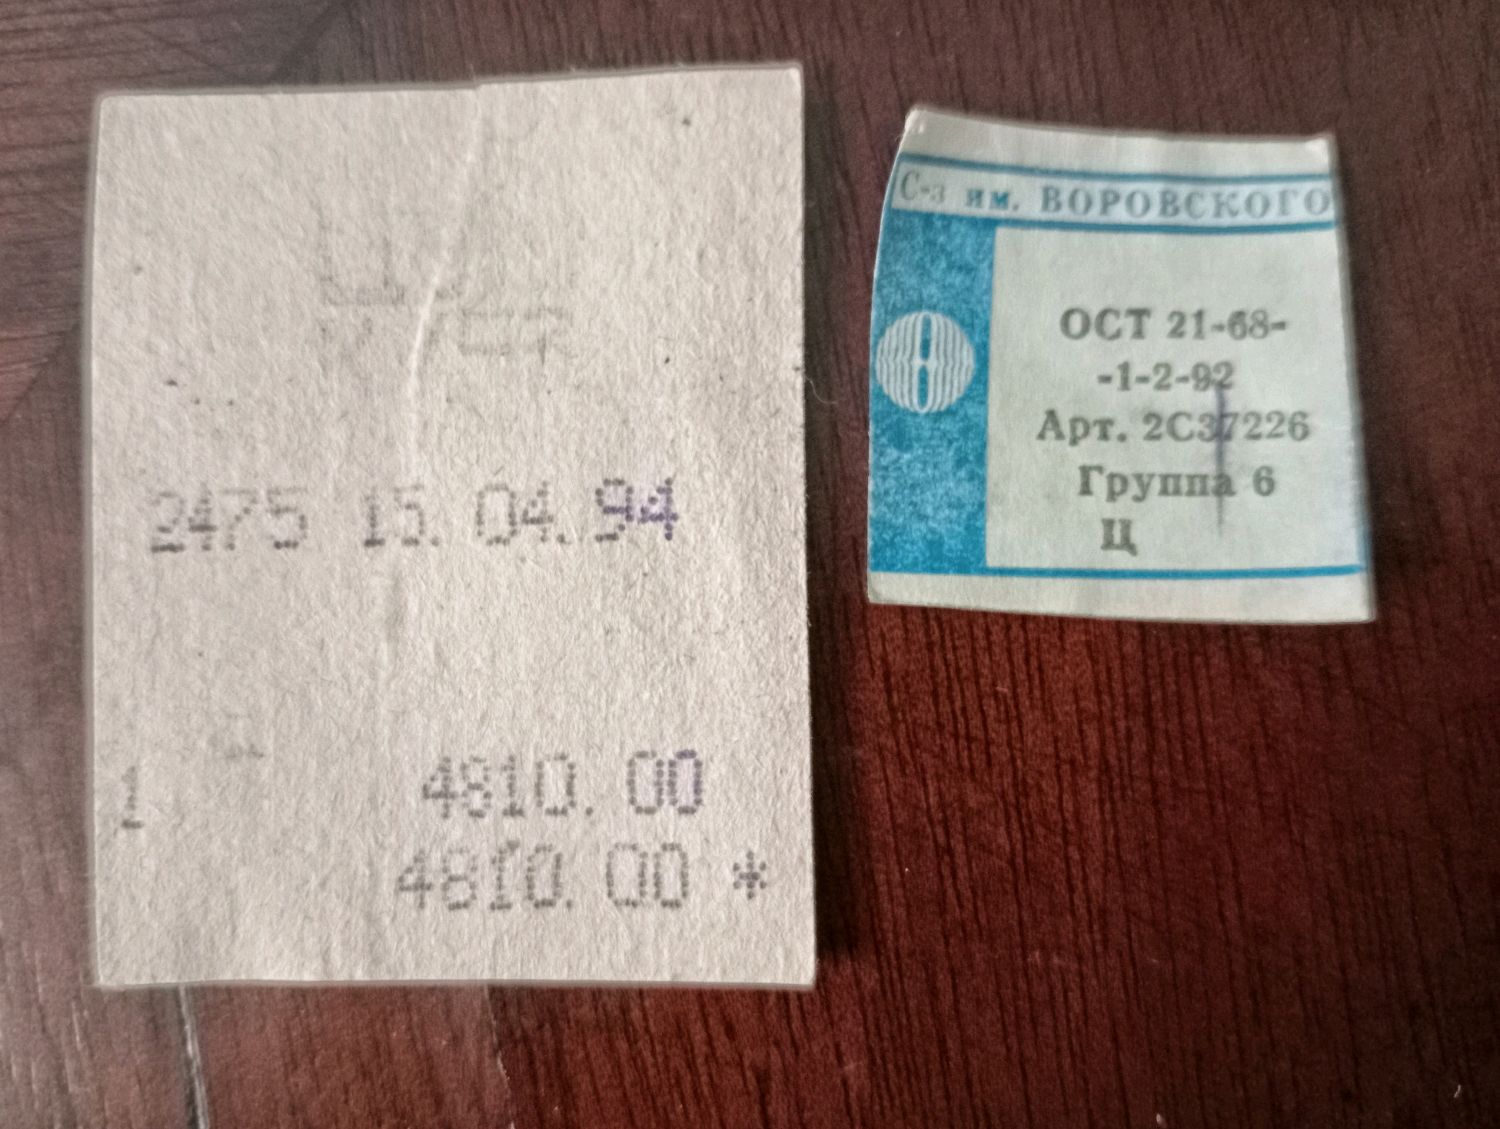 2475 15.04.94
4810.00
4810.00 *
С-з им. ВОРОВСКОГО
ОСТ 21-68-
-1-2-92
Арт. 2С37226
Группа 6
Ц